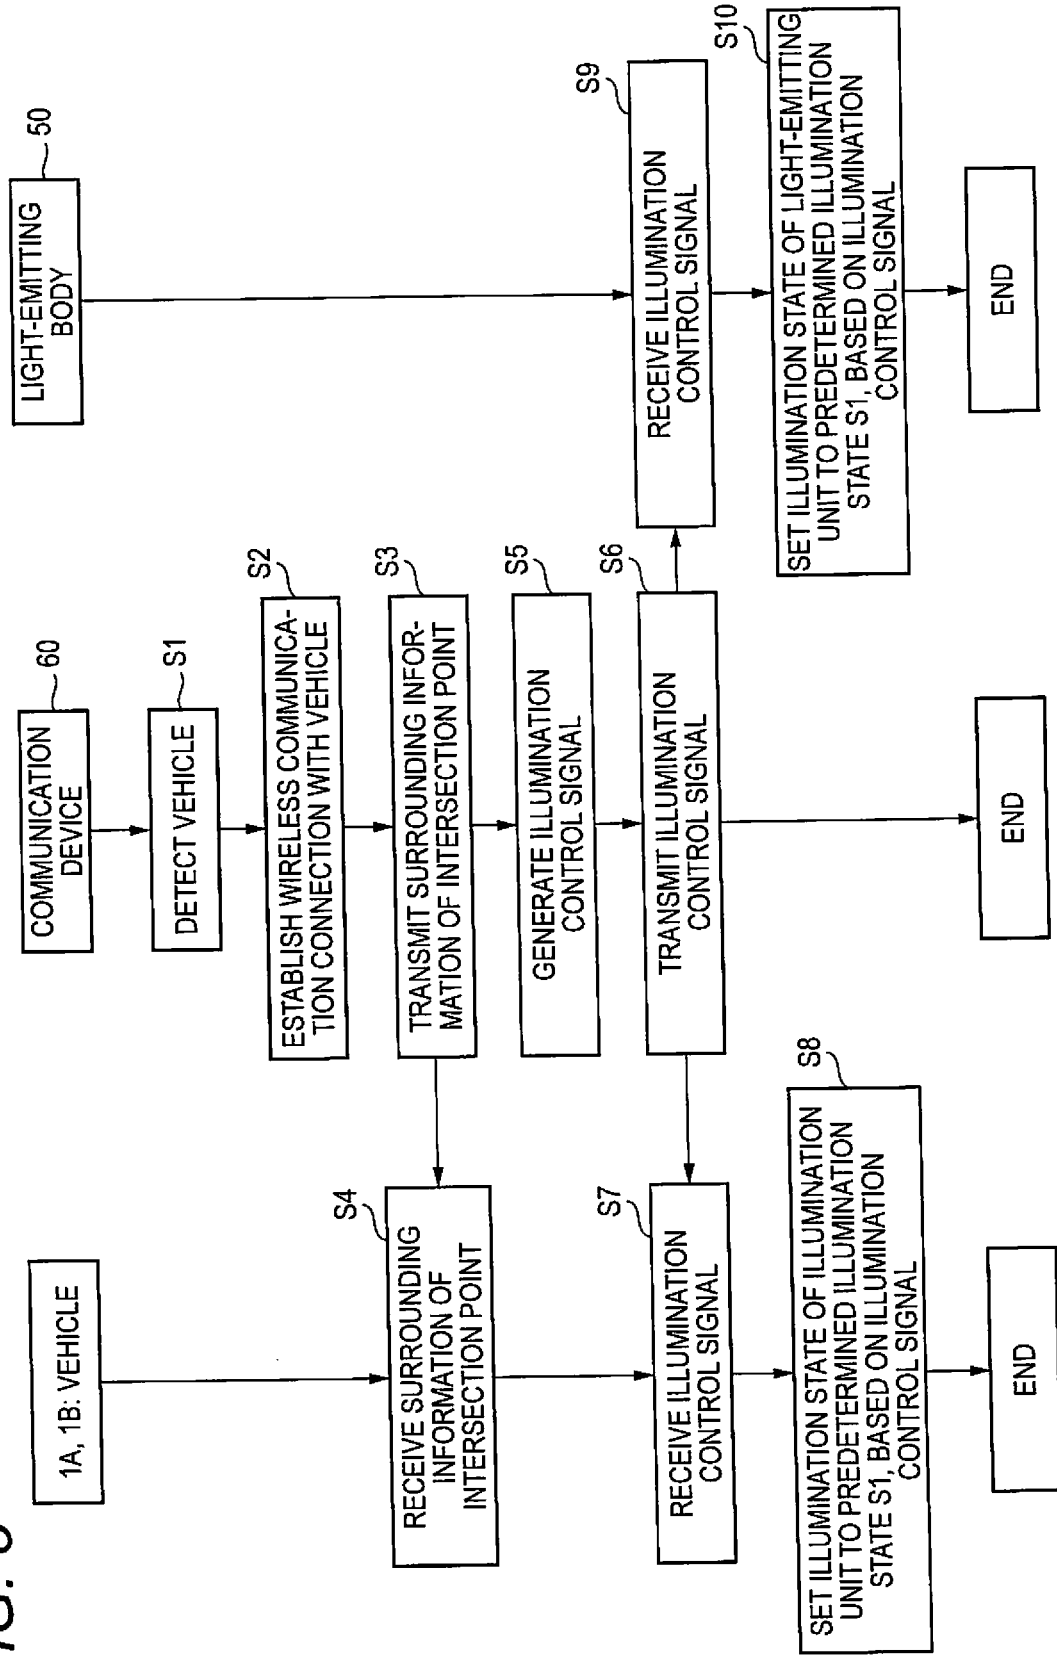 1A, 1B: VEHICLE
COMMUNICATION
DEVICE
60
LIGHT-EMITTING
BODY
50
DETECT VEHICLE
S1
ESTABLISH WIRELESS COMMUNICA-
TION CONNECTION WITH VEHICLE
S2
TRANSMIT SURROUNDING INFOR-
MATION OF INTERSECTION POINT
S3
RECEIVE SURROUNDING
INFORMATION OF
INTERSECTION POINT
S4
GENERATE ILLUMINATION
CONTROL SIGNAL
S5
TRANSMIT ILLUMINATION
CONTROL SIGNAL
S6
RECEIVE ILLUMINATION
CONTROL SIGNAL
S7
RECEIVE ILLUMINATION
CONTROL SIGNAL
S9
SET ILLUMINATION STATE OF ILLUMINATION
UNIT TO PREDETERMINED ILLUMINATION
STATE S1, BASED ON ILLUMINATION
CONTROL SIGNAL
S8
SET ILLUMINATION STATE OF LIGHT-EMITTING
UNIT TO PREDETERMINED ILLUMINATION
STATE S1, BASED ON ILLUMINATION
CONTROL SIGNAL
S10
END
END
END